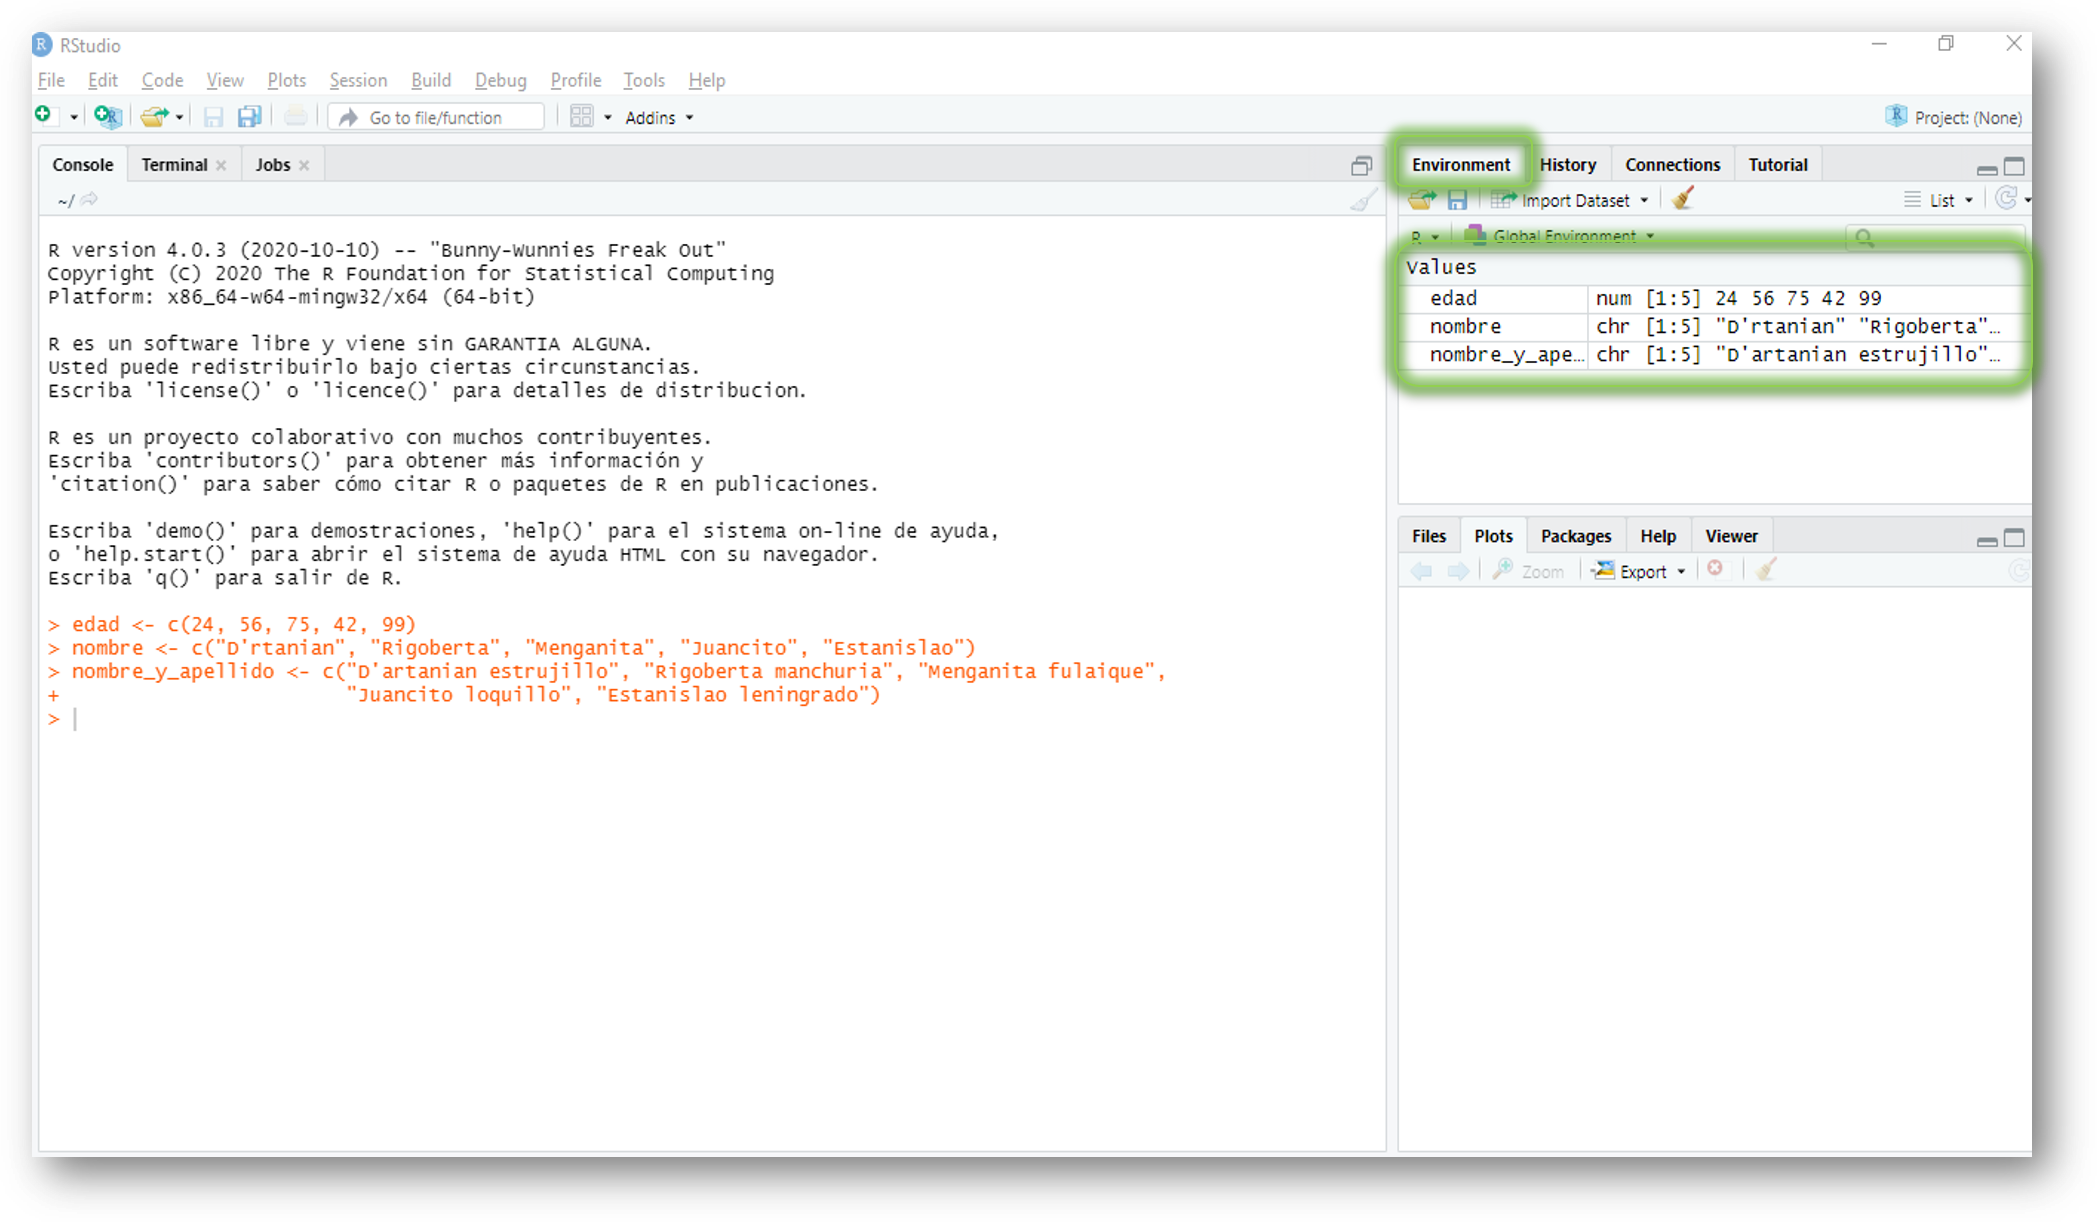 RStudio
File Edit Code View Plots Session Build Debug Profile Tools Help
Go to file/function Addins Project: (None)
Console Terminal Jobs
~/
R version 4.0.3 (2020-10-10) -- "Bunny-Wunnies Freak Out"
Copyright (C) 2020 The R Foundation for Statistical Computing
Platform: x86_64-w64-mingw32/x64 (64-bit)
R es un software libre y viene sin GARANTIA ALGUNA.
Usted puede redistribuirlo bajo ciertas circunstancias.
Escriba 'license()' o 'licence()' para detalles de distribucion.
R es un proyecto colaborativo con muchos contribuyentes.
Escriba 'contributors()' para obtener más información y
'citation()' para saber cómo citar R o paquetes de R en publicaciones.
Escriba 'demo()' para demostraciones, 'help()' para el sistema on-line de ayuda,
o 'help.start()' para abrir el sistema de ayuda HTML con su navegador.
Escriba 'q()' para salir de R.
> edad <- c(24, 56, 75, 42, 99)
> nombre <- c("D'rtanian", "Rigoberta", "Menganita", "Juancito", "Estanislao")
> nombre_y_apellido <- c("D'artanian estrujillo", "Rigoberta manchuria", "Menganita fulaique",
+ "Juancito loquillo", "Estanislao leningrado")
>
Environment History Connections Tutorial
Import Dataset List
R Global Environment
Values
edad num [1:5] 24 56 75 42 99
nombre chr [1:5] "D'rtanian" "Rigoberta"…
nombre_y_ape… chr [1:5] "D'artanian estrujillo"…
Files Plots Packages Help Viewer
Zoom Export